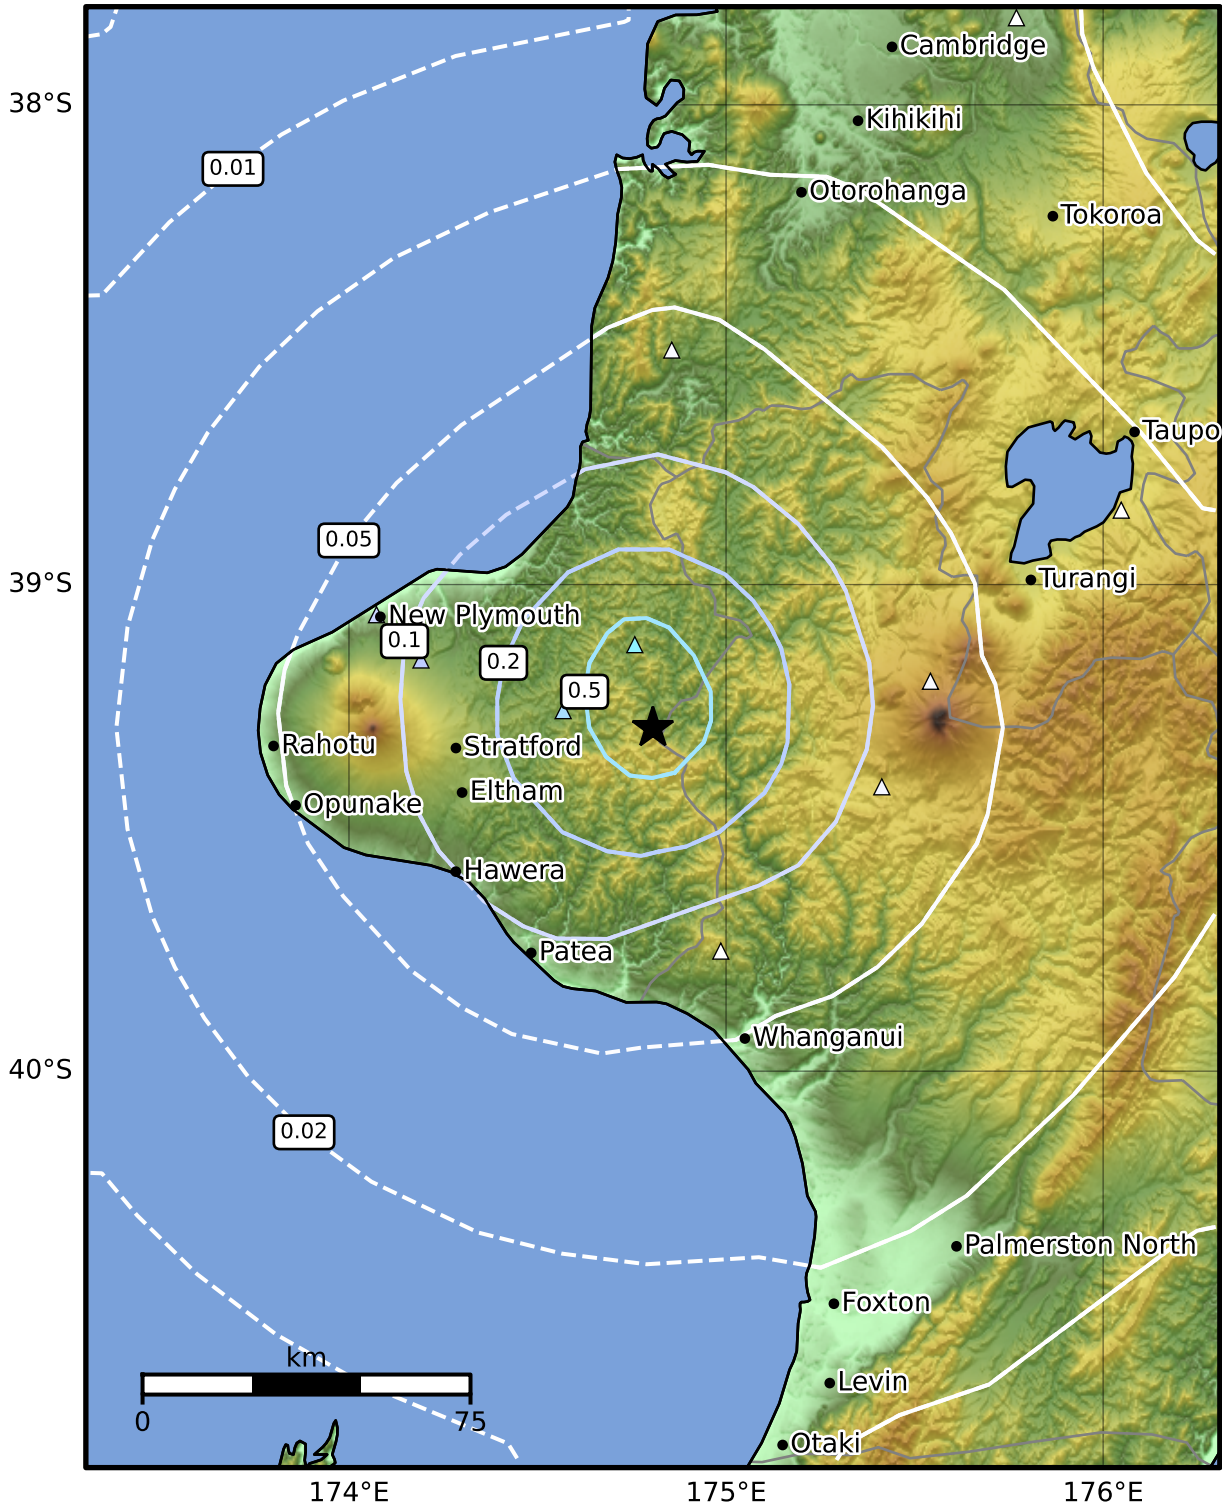 Cambridge
38°S
Kihikihi
0.01
Otorohanga
Tokoroa
Taupo
0.05
39°S
Turangi
New Plymouth
0.1
0.2
0.5
Rahotu
Stratford
Eltham
Opunake
Hawera
Patea
Whanganui
40°S
0.02
Palmerston North
Foxton
km
Levin
0
75
Otaki
174°E
175°E
176°E